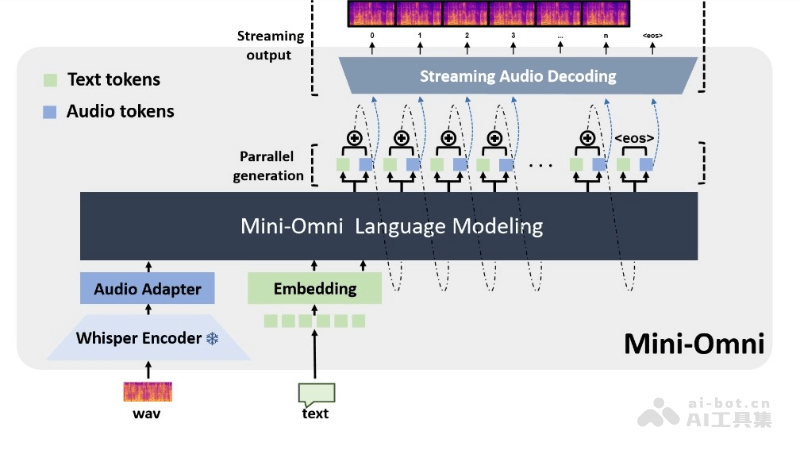 Streaming
output
0 1 2 3 ... n <eos>
Streaming Audio Decoding
Text tokens
Audio tokens
Parrallel
generation
<eos>
...
Mini-Omni Language Modeling
Audio Adapter
Embedding
Whisper Encoder
Mini-Omni
wav
text
ai-bot.cn
AI工具集